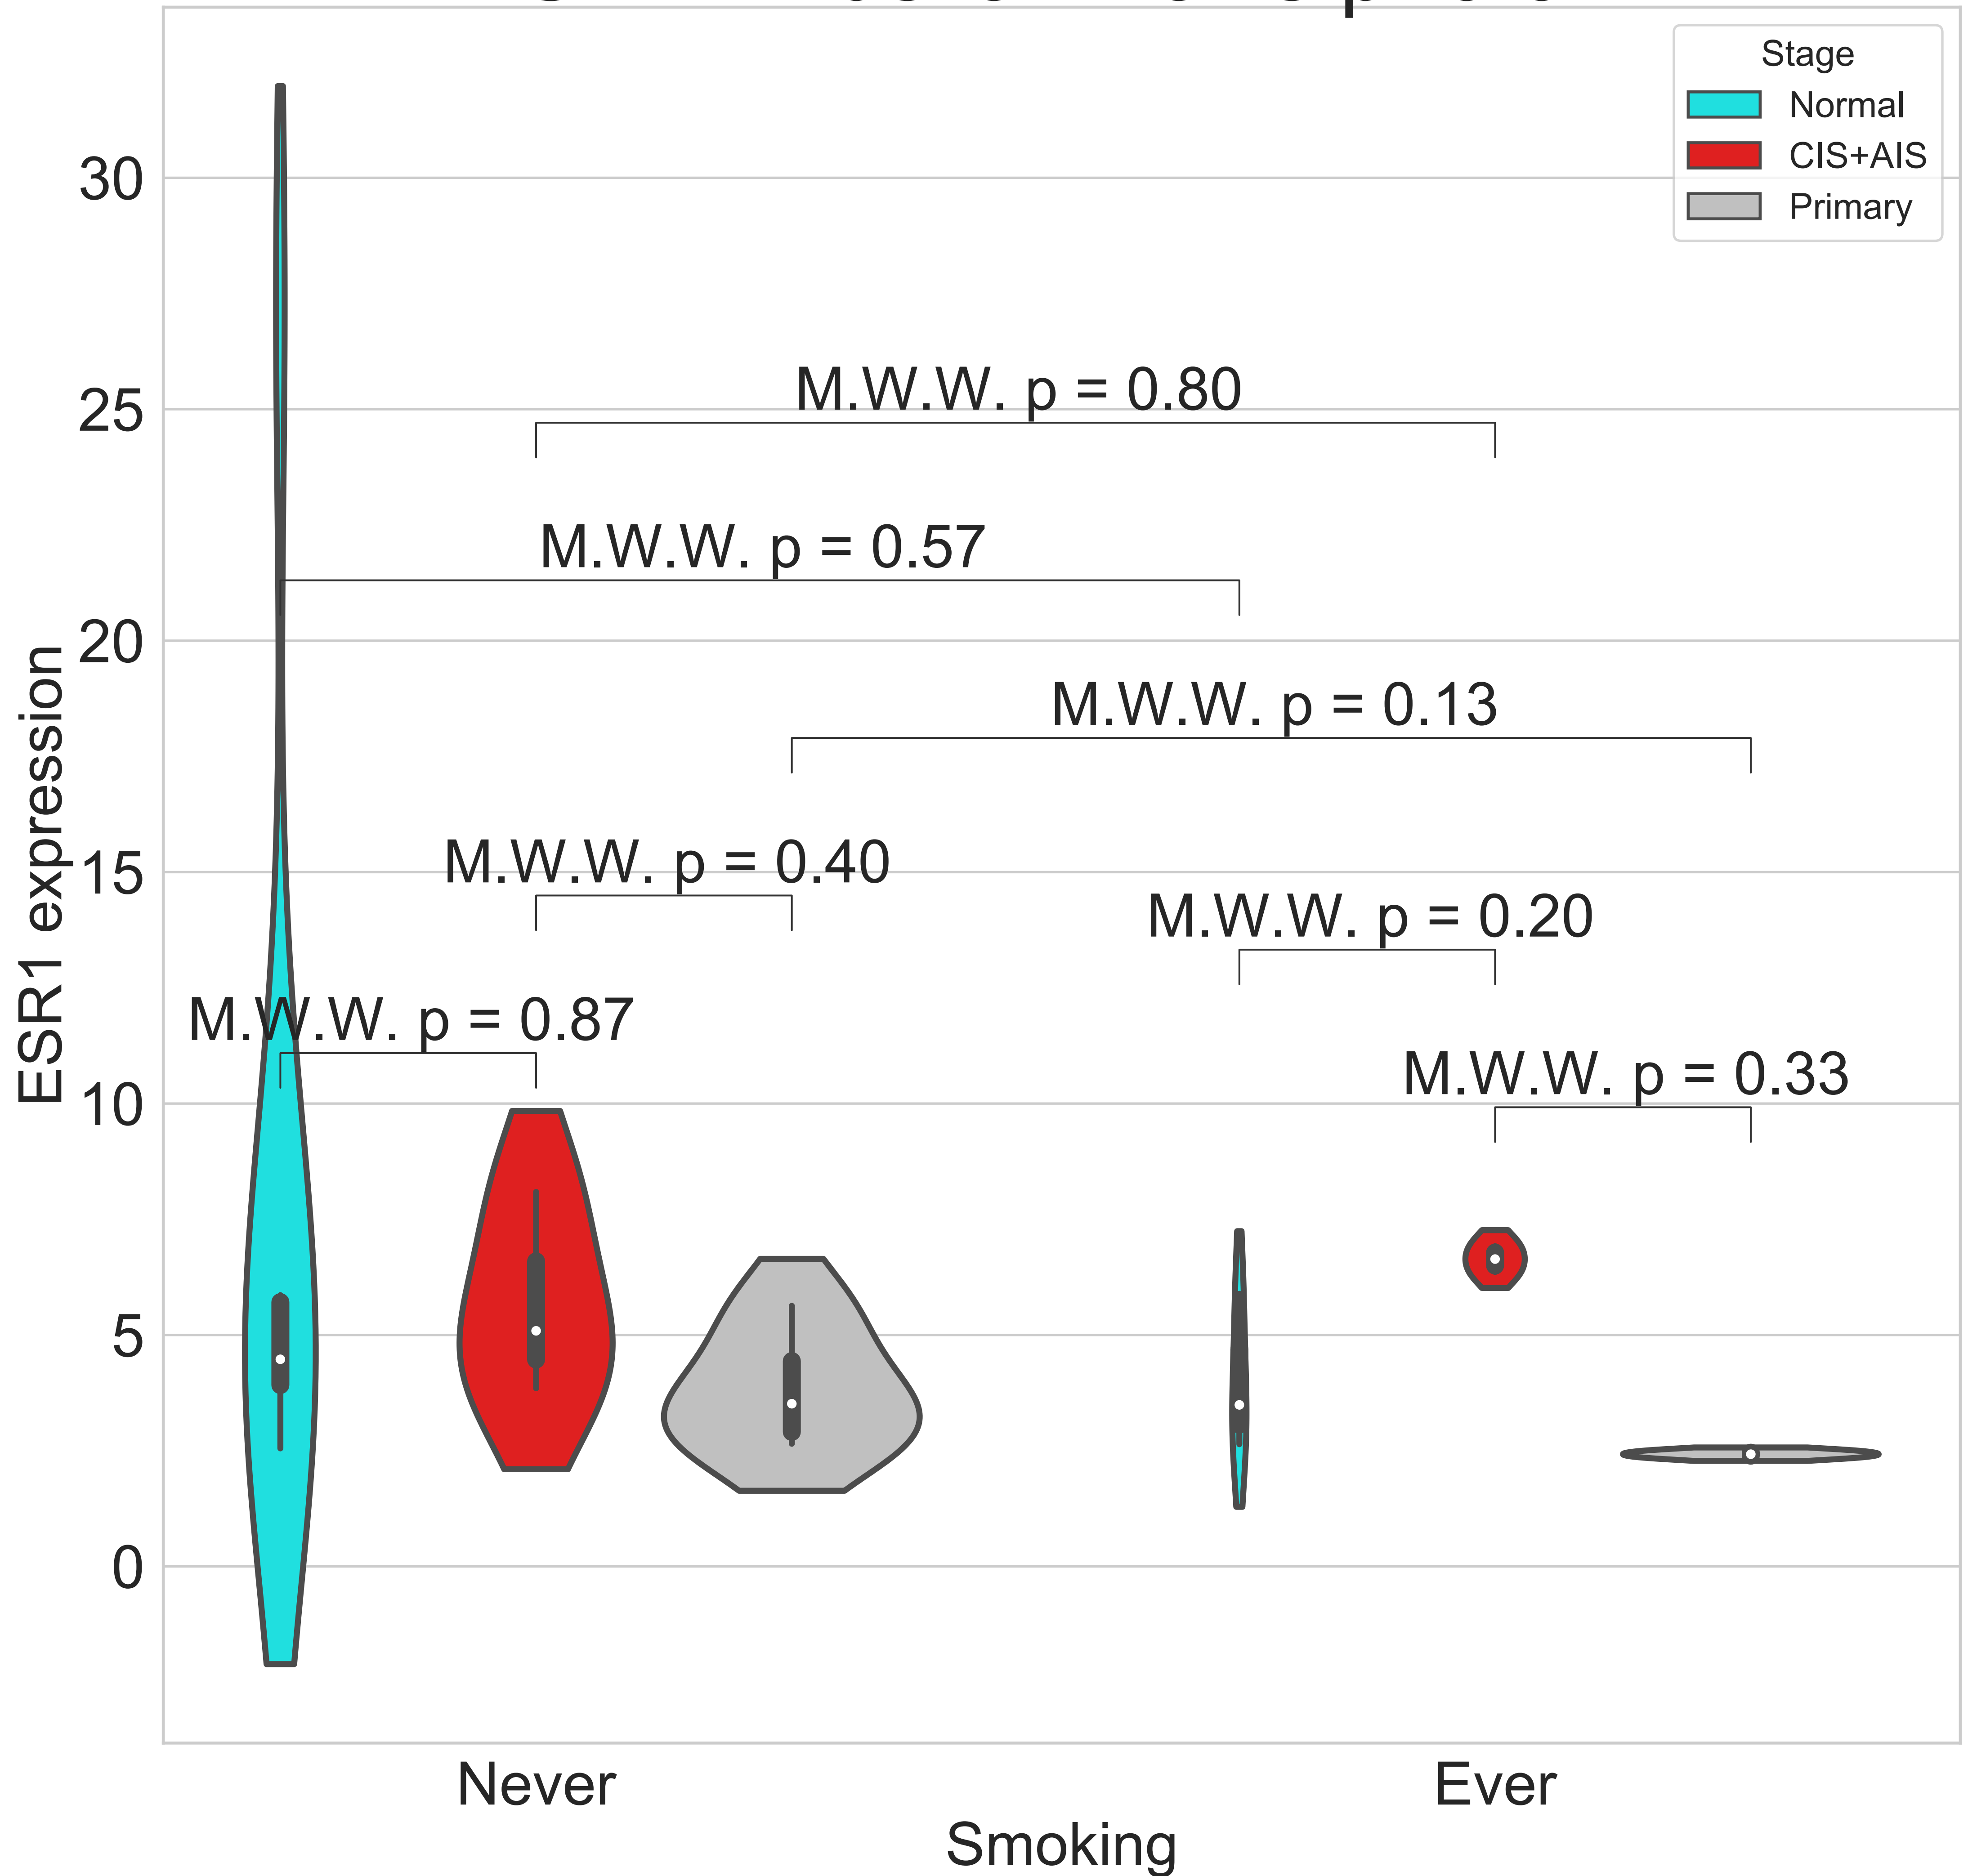 Stage
Normal
CIS+AIS
Primary
30
25
20
15
10
5
0
ESR1 expression
M.W.W. p = 0.80
M.W.W. p = 0.57
M.W.W. p = 0.13
M.W.W. p = 0.40
M.W.W. p = 0.20
M.W.W. p = 0.87
M.W.W. p = 0.33
Never
Ever
Smoking